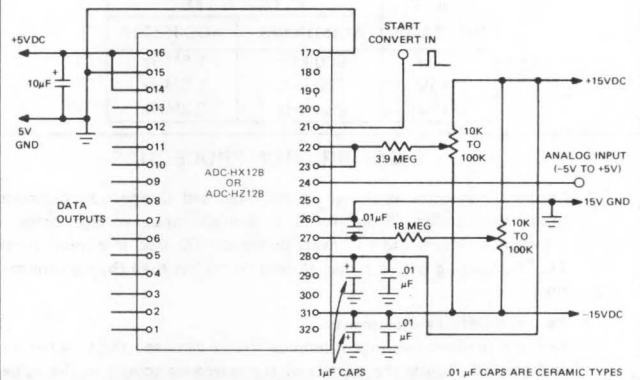 +5VDC
10μF
+
5V
GND
DATA
OUTPUTS
16
15
14
13
12
11
10
9
8
7
6
5
4
3
2
1
ADC-HX12B
OR
ADC-HZ12B
17
18
19
20
21
22
23
24
25
26
27
28
29
30
31
32
START
CONVERT IN
3.9 MEG
10K
TO
100K
.01μF
18 MEG
10K
TO
100K
+15VDC
ANALOG INPUT
(−5V TO +5V)
15V GND
−15VDC
+
.01
μF
+
.01
μF
1μF CAPS
.01 μF CAPS ARE CERAMIC TYPES